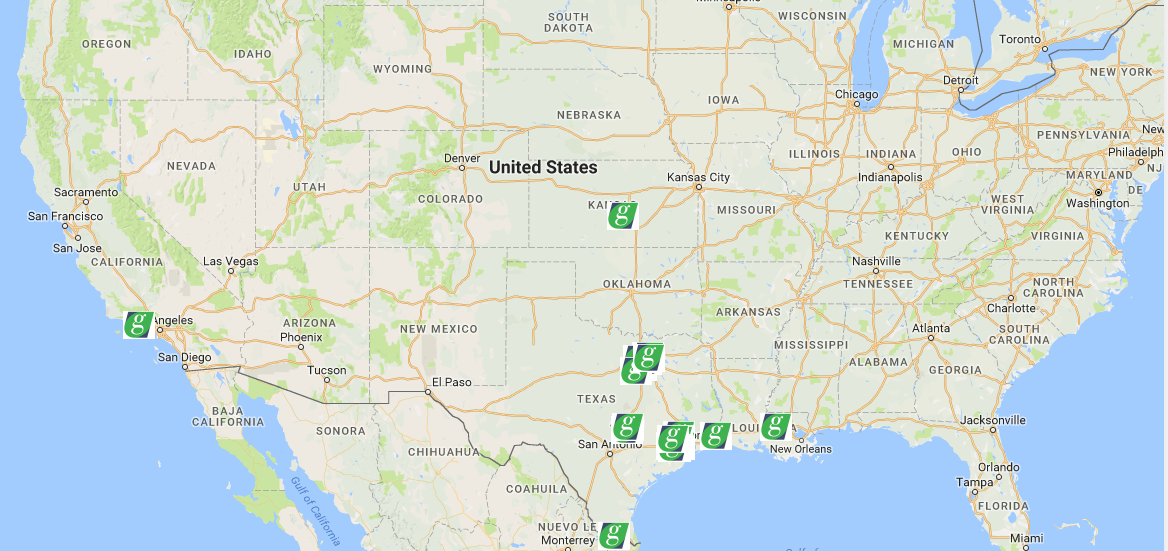 Minneapolis
SOUTH
DAKOTA
WISCONSIN
OREGON
IDAHO
MICHIGAN
Toronto
WYOMING
Detroit
NEW YORK
Chicago
IOWA
NEBRASKA
PENNSYLVANIA
New
Philadelph
ILLINOIS
INDIANA
OHIO
NJ
Denver
United States
NEVADA
Indianapolis
MARYLAND
Kansas City
UTAH
DE
Sacramento
COLORADO
KAN
g
MISSOURI
WEST
VIRGINIA
Washington
San Francisco
KENTUCKY
VIRGINIA
San Jose
CALIFORNIA
Las Vegas
Nashville
OKLAHOMA
TENNESSEE
NORTH
CAROLINA
Charlotte
g
Angeles
ARIZONA
Phoenix
NEW MEXICO
ARKANSAS
Atlanta
SOUTH
CAROLINA
MISSISSIPPI
San Diego
g
g
ALABAMA
GEORGIA
Tucson
El Paso
TEXAS
BAJA
CALIFORNIA
SONORA
g
g
g
LOUI
g
A
Jacksonville
San Antonio
New Orleans
CHIHUAHUA
Orlando
Tampa
COAHUILA
Gulf of California
FLORIDA
NUEVO LE
g
Monterrey
Miami